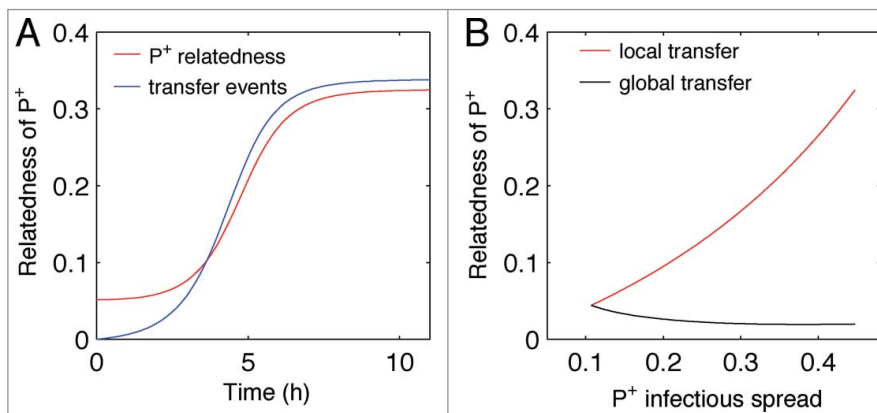 A
P+ relatedness
transfer events
Relatedness of P+
0.4
0.3
0.2
0.1
0
0
5
10
Time (h)
B
local transfer
global transfer
Relatedness of P+
0.4
0.3
0.2
0.1
0
0.1
0.2
0.3
0.4
P+ infectious spread